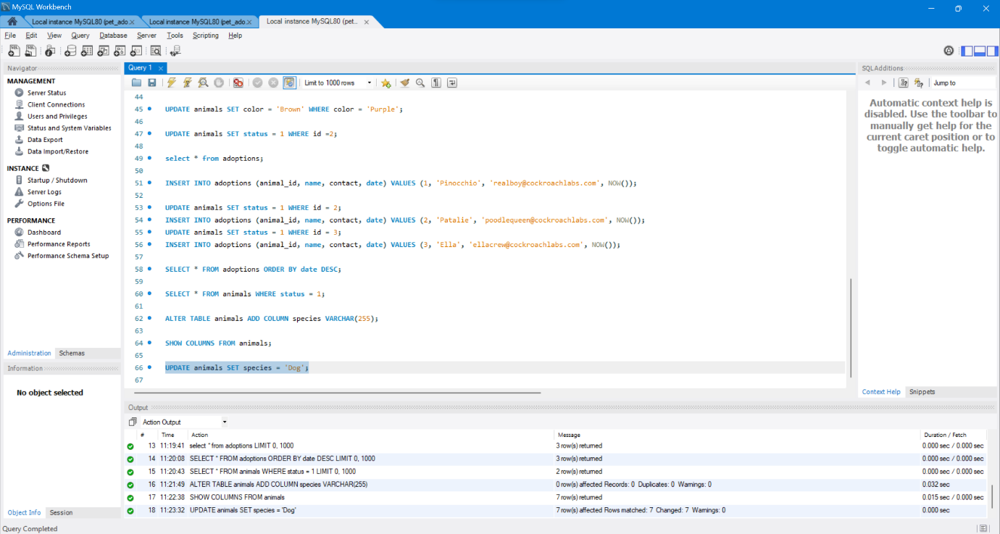 MySQL Workbench
Local instance MySQL80 (pet_ado.x
Local instance MySQL80 (pet_ado.x
Local instance MySQL80 (pet.. x
File Edit View Query Database Server Tools Scripting Help
Navigator
MANAGEMENT
Server Status
Client Connections
Users and Privileges
Status and System Variables
Data Export
Data Import/Restore
INSTANCE
Startup / Shutdown
Server Logs
Options File
PERFORMANCE
Dashboard
Performance Reports
Performance Schema Setup
Administration Schemas
Information
No object selected
Object Info Session
Query Completed
Query 1 x
Limit to 1000 rows
44
45 UPDATE animals SET color = 'Brown' WHERE color = 'Purple';
46
47 UPDATE animals SET status = 1 WHERE id =2;
48
49 select * from adoptions;
50
51 INSERT INTO adoptions (animal_id, name, contact, date) VALUES (1, 'Pinocchio', 'realboy@cockroachlabs.com', NOW());
52
53 UPDATE animals SET status = 1 WHERE id = 2;
54 INSERT INTO adoptions (animal_id, name, contact, date) VALUES (2, 'Patalie', 'poodlequeen@cockroachlabs.com', NOW());
55 UPDATE animals SET status = 1 WHERE id = 3;
56 INSERT INTO adoptions (animal_id, name, contact, date) VALUES (3, 'Ella', 'ellacrew@cockroachlabs.com', NOW());
57
58 SELECT * FROM adoptions ORDER BY date DESC;
59
60 SELECT * FROM animals WHERE status = 1;
61
62 ALTER TABLE animals ADD COLUMN species VARCHAR(255);
63
64 SHOW COLUMNS FROM animals;
65
66 UPDATE animals SET species = 'Dog';
67
SQLAdditions
Jump to
Automatic context help is
disabled. Use the toolbar to
manually get help for the
current caret position or to
toggle automatic help.
Context Help Snippets
Output
Action Output
# Time Action Message Duration / Fetch
13 11:19:41 select * from adoptions LIMIT 0, 1000 3 row(s) returned 0.000 sec / 0.000 sec
14 11:20:08 SELECT * FROM adoptions ORDER BY date DESC LIMIT 0, 1000 3 row(s) returned 0.000 sec / 0.000 sec
15 11:20:43 SELECT * FROM animals WHERE status = 1 LIMIT 0, 1000 2 row(s) returned 0.000 sec / 0.000 sec
16 11:21:49 ALTER TABLE animals ADD COLUMN species VARCHAR(255) 0 row(s) affected Records: 0 Duplicates: 0 Warnings: 0 0.032 sec
17 11:22:38 SHOW COLUMNS FROM animals 7 row(s) returned 0.015 sec / 0.000 sec
18 11:23:32 UPDATE animals SET species = 'Dog' 7 row(s) affected Rows matched: 7 Changed: 7 Warnings: 0 0.000 sec